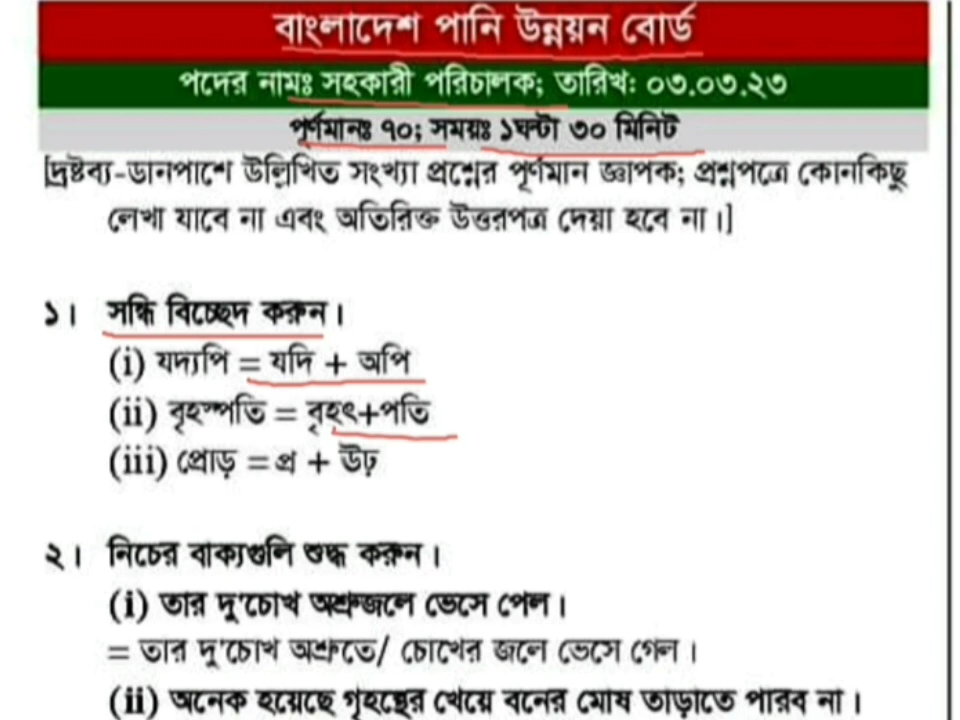 বাংলাদেশ পানি উন্নয়ন বোর্ড
পদের নামঃ সহকারী পরিচালক; তারিখ: ০৩.০৩.২৩
পূর্ণমানঃ ৭০; সময়ঃ ১ঘন্টা ৩০ মিনিট
[দ্রষ্টব্য-ডানপাশে উল্লিখিত সংখ্যা প্রশ্নের পূর্ণমান জ্ঞাপক; প্রশ্নপত্রে কোনকিছু
লেখা যাবে না এবং অতিরিক্ত উত্তরপত্র দেয়া হবে না।]
১। সন্ধি বিচ্ছেদ করুন।
(i) যদ্যপি = যদি + অপি
(ii) বৃহস্পতি = বৃহৎ+পতি
(iii) প্রোড় = প্র + উঢ়
২। নিচের বাক্যগুলি শুদ্ধ করুন।
(i) তার দু'চোখ অশ্রুজলে ভেসে গেল।
= তার দু'চোখ অশ্রুতে/ চোখের জলে ভেসে গেল।
(ii) অনেক হয়েছে গৃহস্থের খেয়ে বনের মোষ তাড়াতে পারব না।